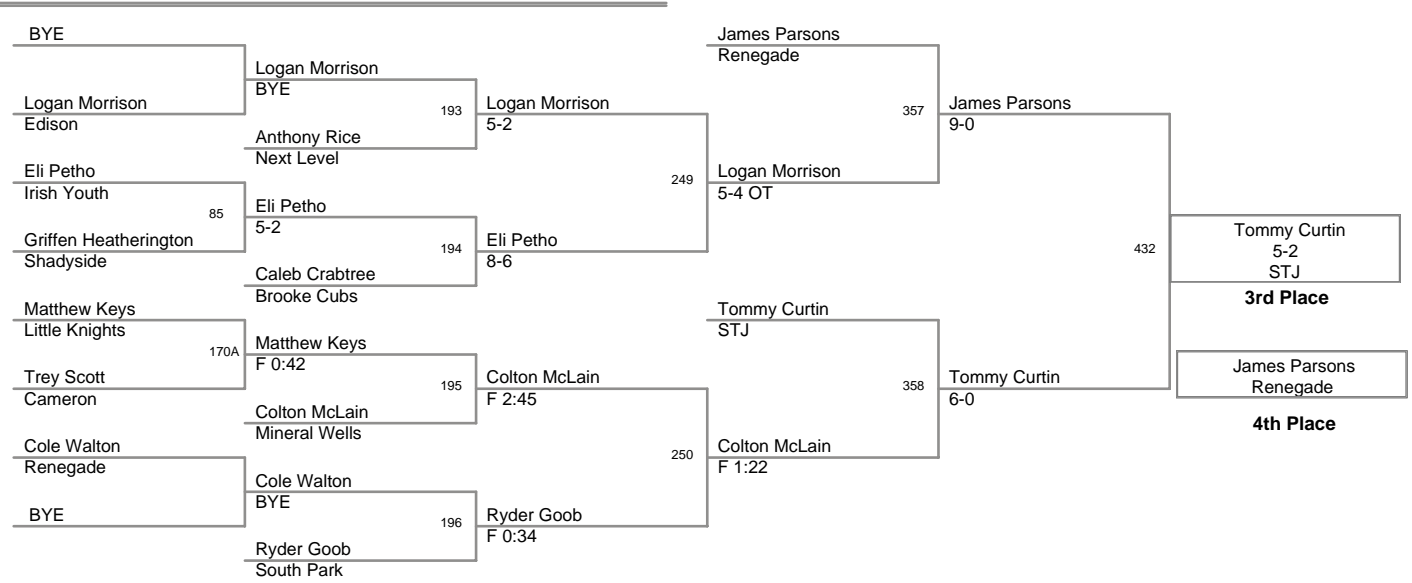 BYE
Logan Morrison
Edison
Eli Petho
Irish Youth
85
Griffen Heatherington
Shadyside
Matthew Keys
Little Knights
170A
Trey Scott
Cameron
Cole Walton
Renegade
BYE
Logan Morrison
BYE
193
Anthony Rice
Next Level
Eli Petho
5-2
194
Caleb Crabtree
Brooke Cubs
Matthew Keys
F 0:42
195
Colton McLain
Mineral Wells
Cole Walton
BYE
196
Ryder Goob
South Park
Logan Morrison
5-2
249
Eli Petho
8-6
Colton McLain
F 2:45
250
Ryder Goob
F 0:34
James Parsons
Renegade
357
Logan Morrison
5-4 OT
Tommy Curtin
STJ
358
Colton McLain
F 1:22
James Parsons
9-0
432
Tommy Curtin
6-0
Tommy Curtin
5-2
STJ
3rd Place
James Parsons
Renegade
4th Place